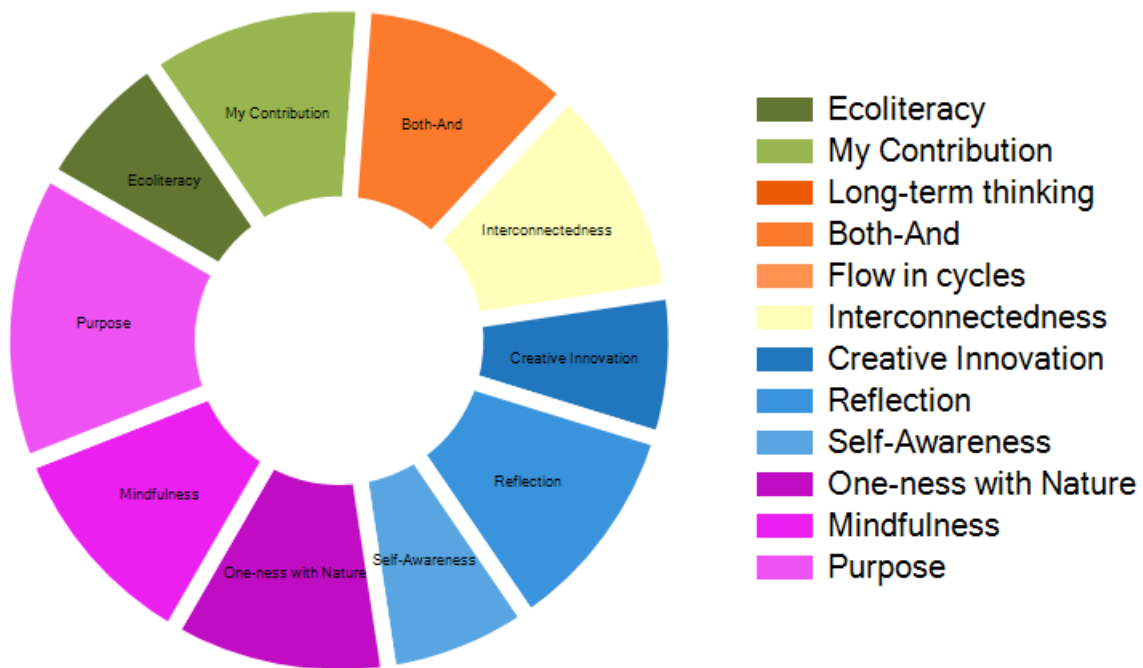 My Contribution
Both-And
Ecoliteracy
Interconnectedness
Purpose
Creative Innovation
Reflection
Mindfulness
Self-Awareness
One-ness with Nature
Ecoliteracy
My Contribution
Long-term thinking
Both-And
Flow in cycles
Interconnectedness
Creative Innovation
Reflection
Self-Awareness
One-ness with Nature
Mindfulness
Purpose